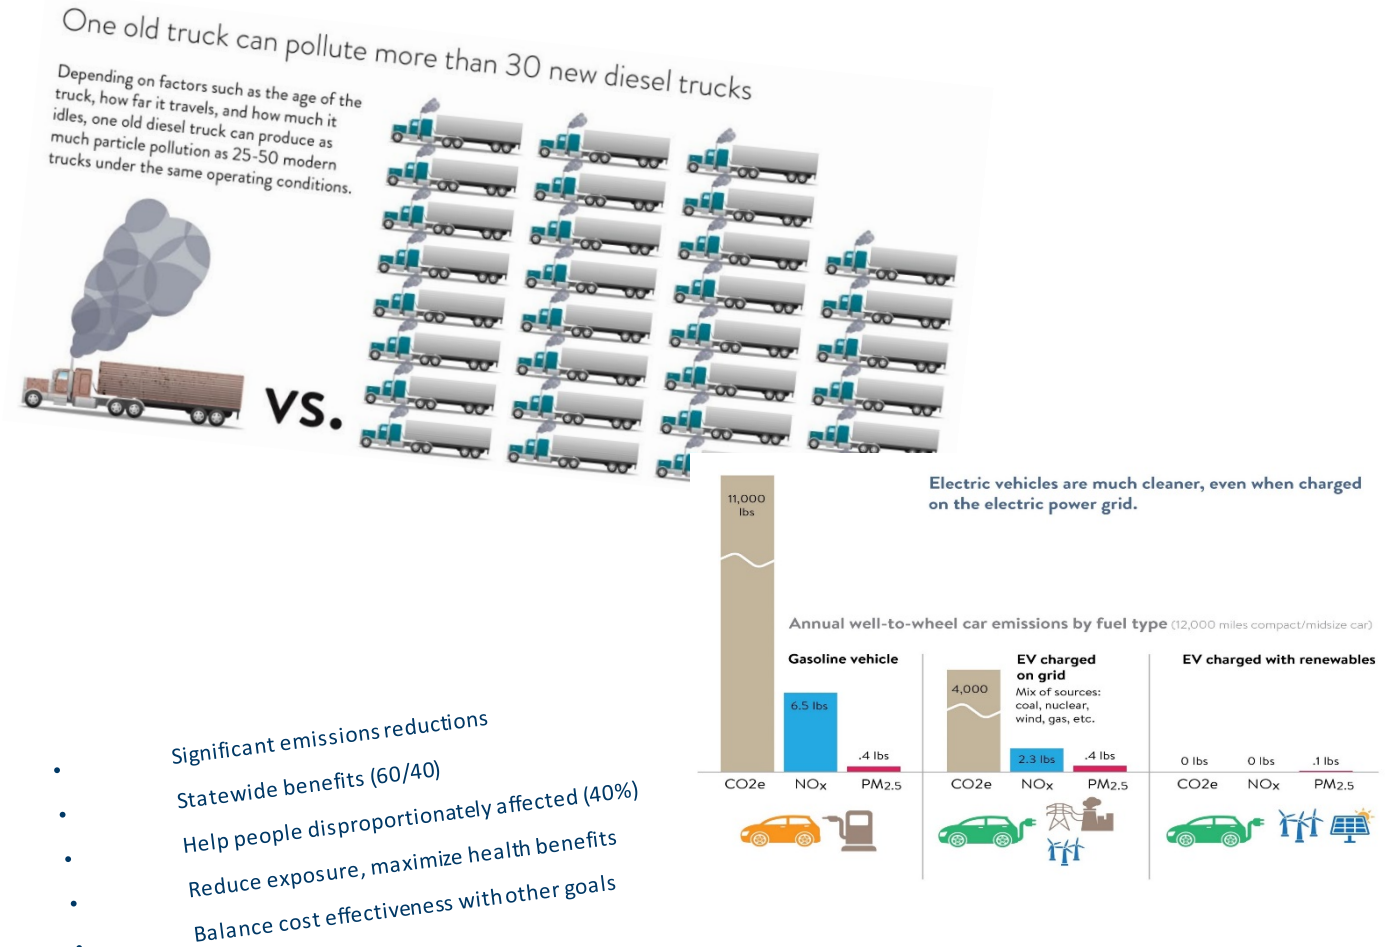 One old truck can pollute more than 30 new diesel trucks
Depending on factors such as the age of the
truck, how far it travels, and how much it
idles, one old diesel truck can produce as
much particle pollution as 25-50 modern
trucks under the same operating conditions.
vs.
Electric vehicles are much cleaner, even when charged
on the electric power grid.
Annual well-to-wheel car emissions by fuel type (12,000 miles compact/midsize car)
Gasoline vehicle
11,000
lbs
6.5 lbs
.4 lbs
CO2e NOx PM2.5
EV charged
on grid
Mix of sources:
coal, nuclear,
wind, gas, etc.
4,000
2.3 lbs
.4 lbs
CO2e NOx PM2.5
EV charged with renewables
0 lbs 0 lbs .1 lbs
CO2e NOx PM2.5
• Significant emissions reductions
• Statewide benefits (60/40)
• Help people disproportionately affected (40%)
• Reduce exposure, maximize health benefits
• Balance cost effectiveness with other goals